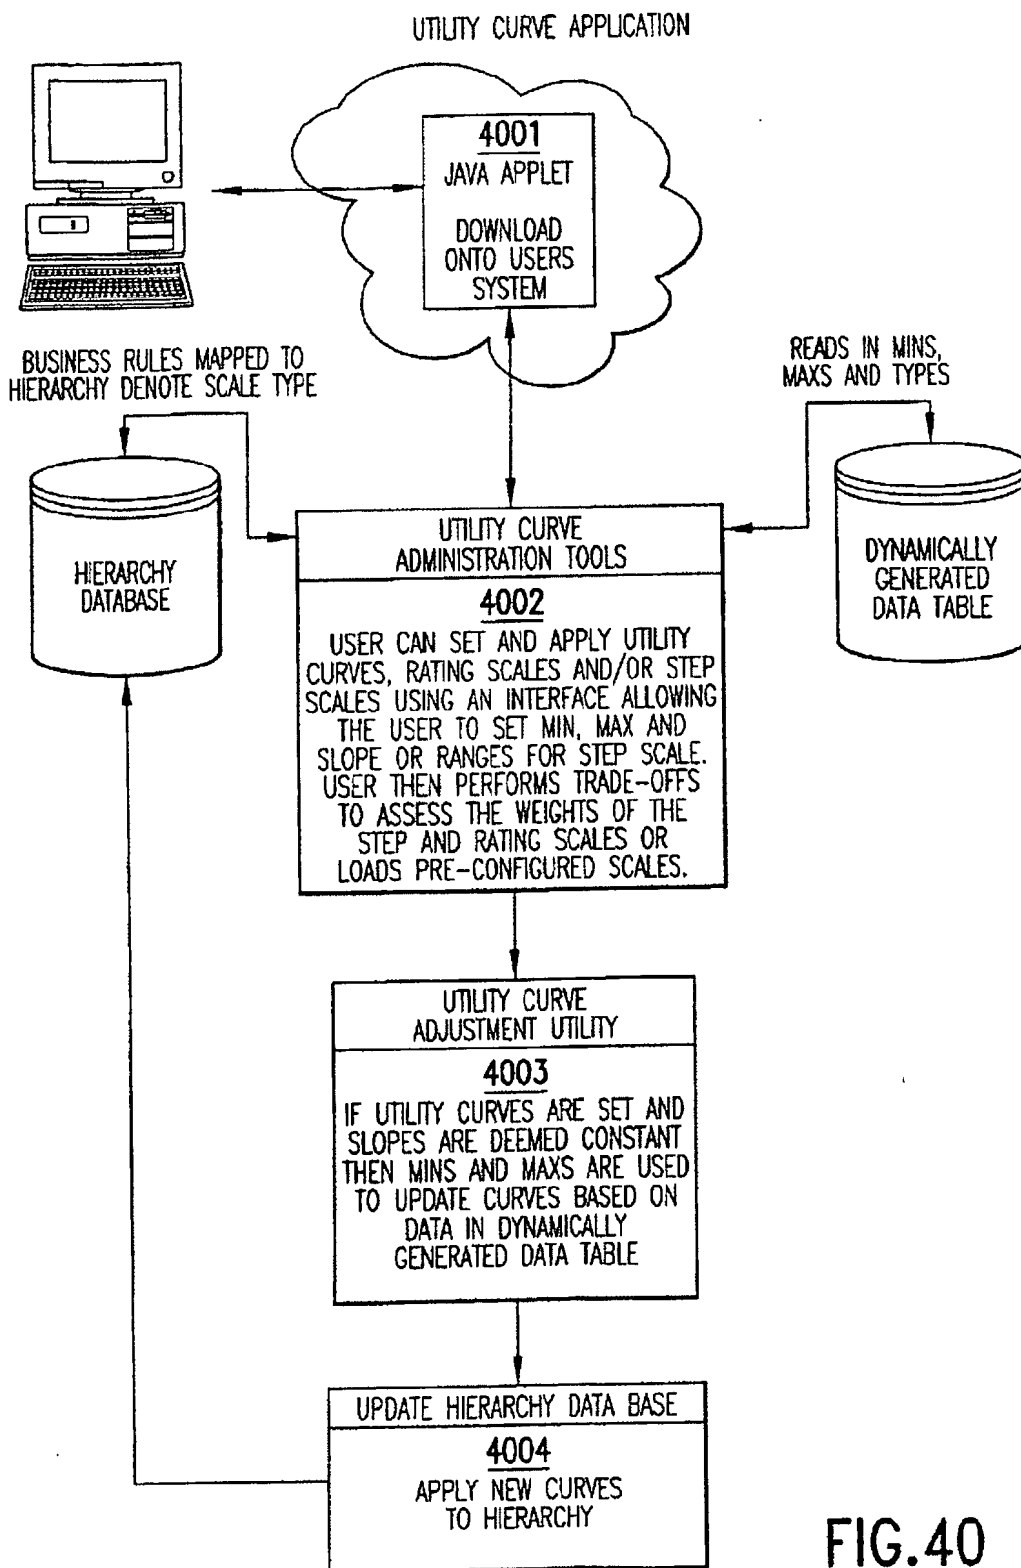 UTILITY CURVE APPLICATION
4001
JAVA APPLET
DOWNLOAD
ONTO USERS
SYSTEM
BUSINESS RULES MAPPED TO
HIERARCHY DENOTE SCALE TYPE
READS IN MINS,
MAXS AND TYPES
HIERARCHY
DATABASE
DYNAMICALLY
GENERATED
DATA TABLE
UTILITY CURVE
ADMINISTRATION TOOLS
4002
USER CAN SET AND APPLY UTILITY
CURVES, RATING SCALES AND/OR STEP
SCALES USING AN INTERFACE ALLOWING
THE USER TO SET MIN, MAX AND
SLOPE OR RANGES FOR STEP SCALE.
USER THEN PERFORMS TRADE-OFFS
TO ASSESS THE WEIGHTS OF THE
STEP AND RATING SCALES OR
LOADS PRE-CONFIGURED SCALES.
UTILITY CURVE
ADJUSTMENT UTILITY
4003
IF UTILITY CURVES ARE SET AND
SLOPES ARE DEEMED CONSTANT
THEN MINS AND MAXS ARE USED
TO UPDATE CURVES BASED ON
DATA IN DYNAMICALLY
GENERATED DATA TABLE
UPDATE HIERARCHY DATA BASE
4004
APPLY NEW CURVES
TO HIERARCHY
FIG.40